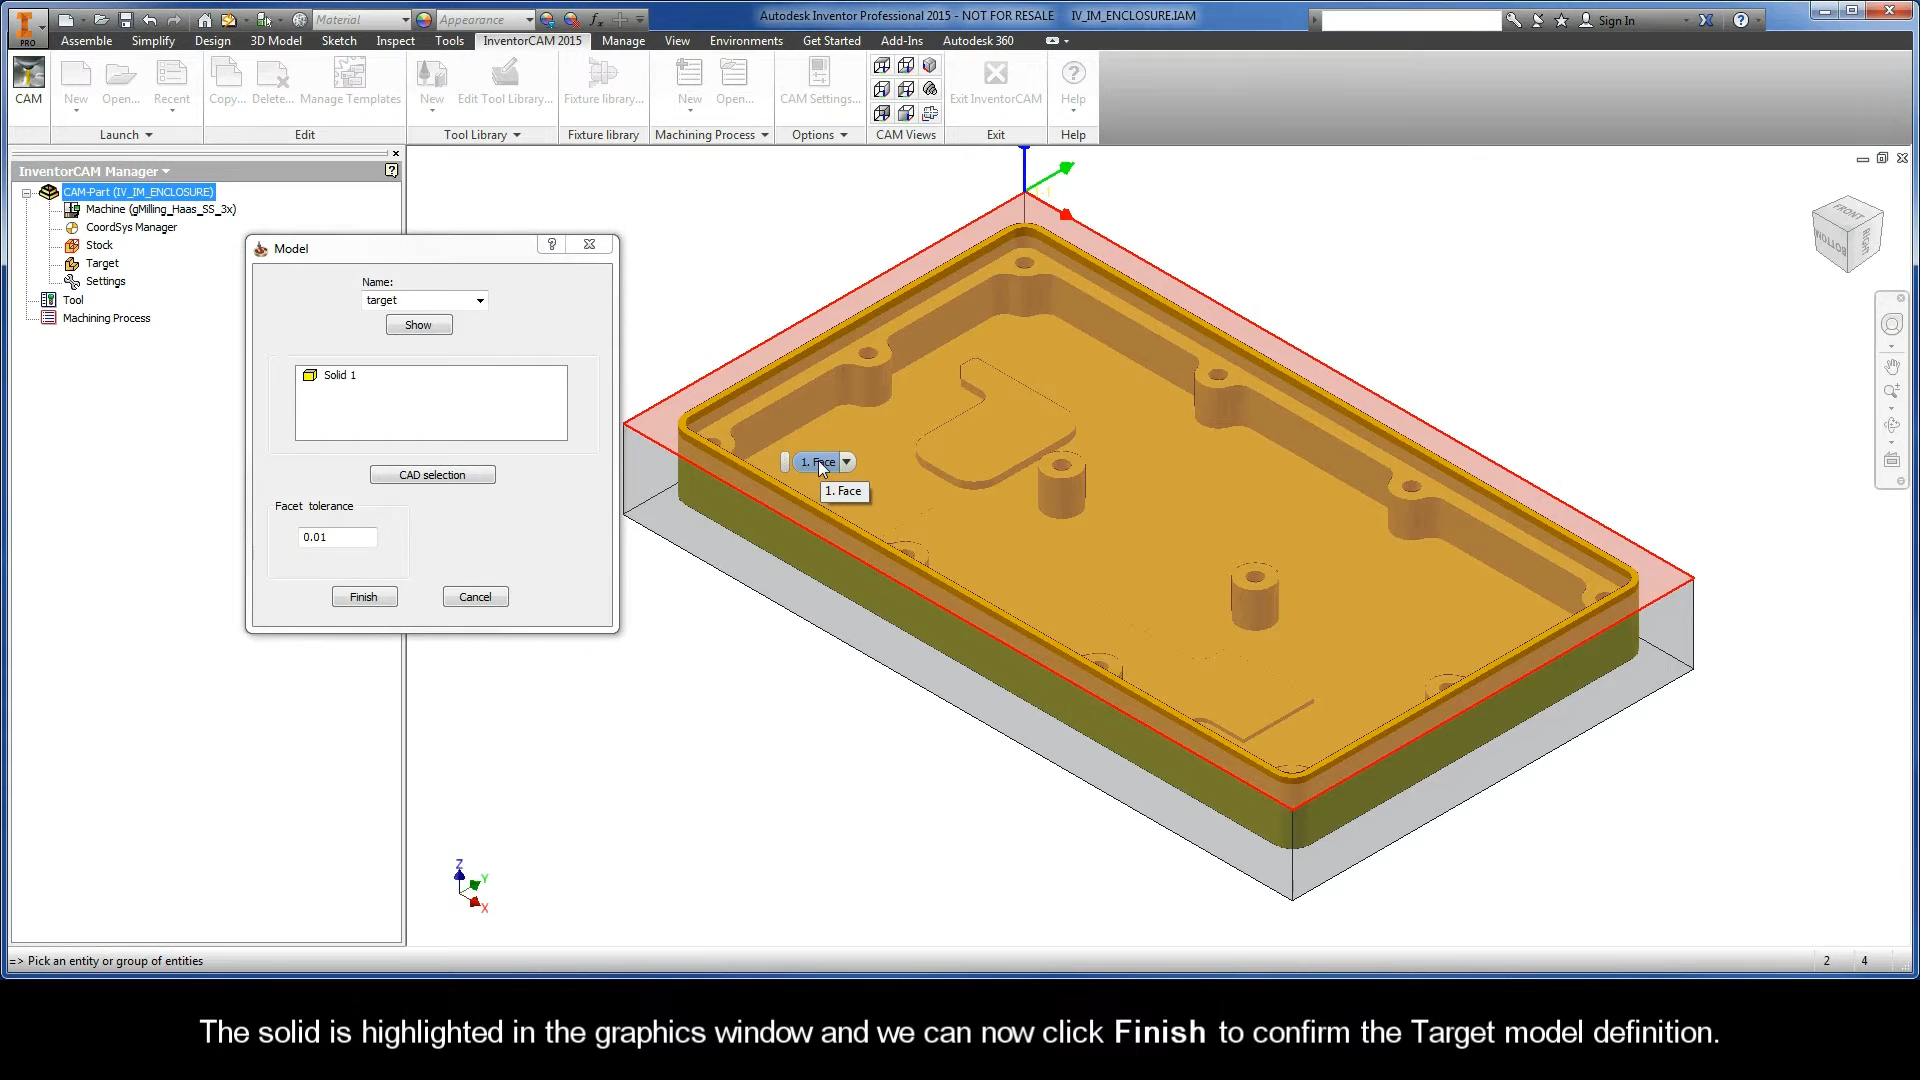 Material
Appearance
Autodesk Inventor Professional 2015 - NOT FOR RESALE IV_IM_ENCLOSURE.IAM
Sign In
PRO
Assemble Simplify Design 3D Model Sketch Inspect Tools InventorCAM 2015 Manage View Environments Get Started Add-Ins Autodesk 360
CAM New Open... Recent Copy... Delete... Manage Templates New Edit Tool Library... Fixture library... New Open... CAM Settings... Exit InventorCAM Help
Launch Edit Tool Library Fixture library Machining Process Options CAM Views Exit Help
InventorCAM Manager
CAM-Part (IV_IM_ENCLOSURE)
Machine (gMilling_Haas_SS_3x)
CoordSys Manager
Stock
Target
Settings
Tool
Machining Process
Model
Name:
target
Show
Solid 1
CAD selection
Facet tolerance
0.01
Finish Cancel
1. Face
1. Face
FRONT
BOTTOM
RIGHT
Z
Y
X
=> Pick an entity or group of entities
2 4
The solid is highlighted in the graphics window and we can now click Finish to confirm the Target model definition.